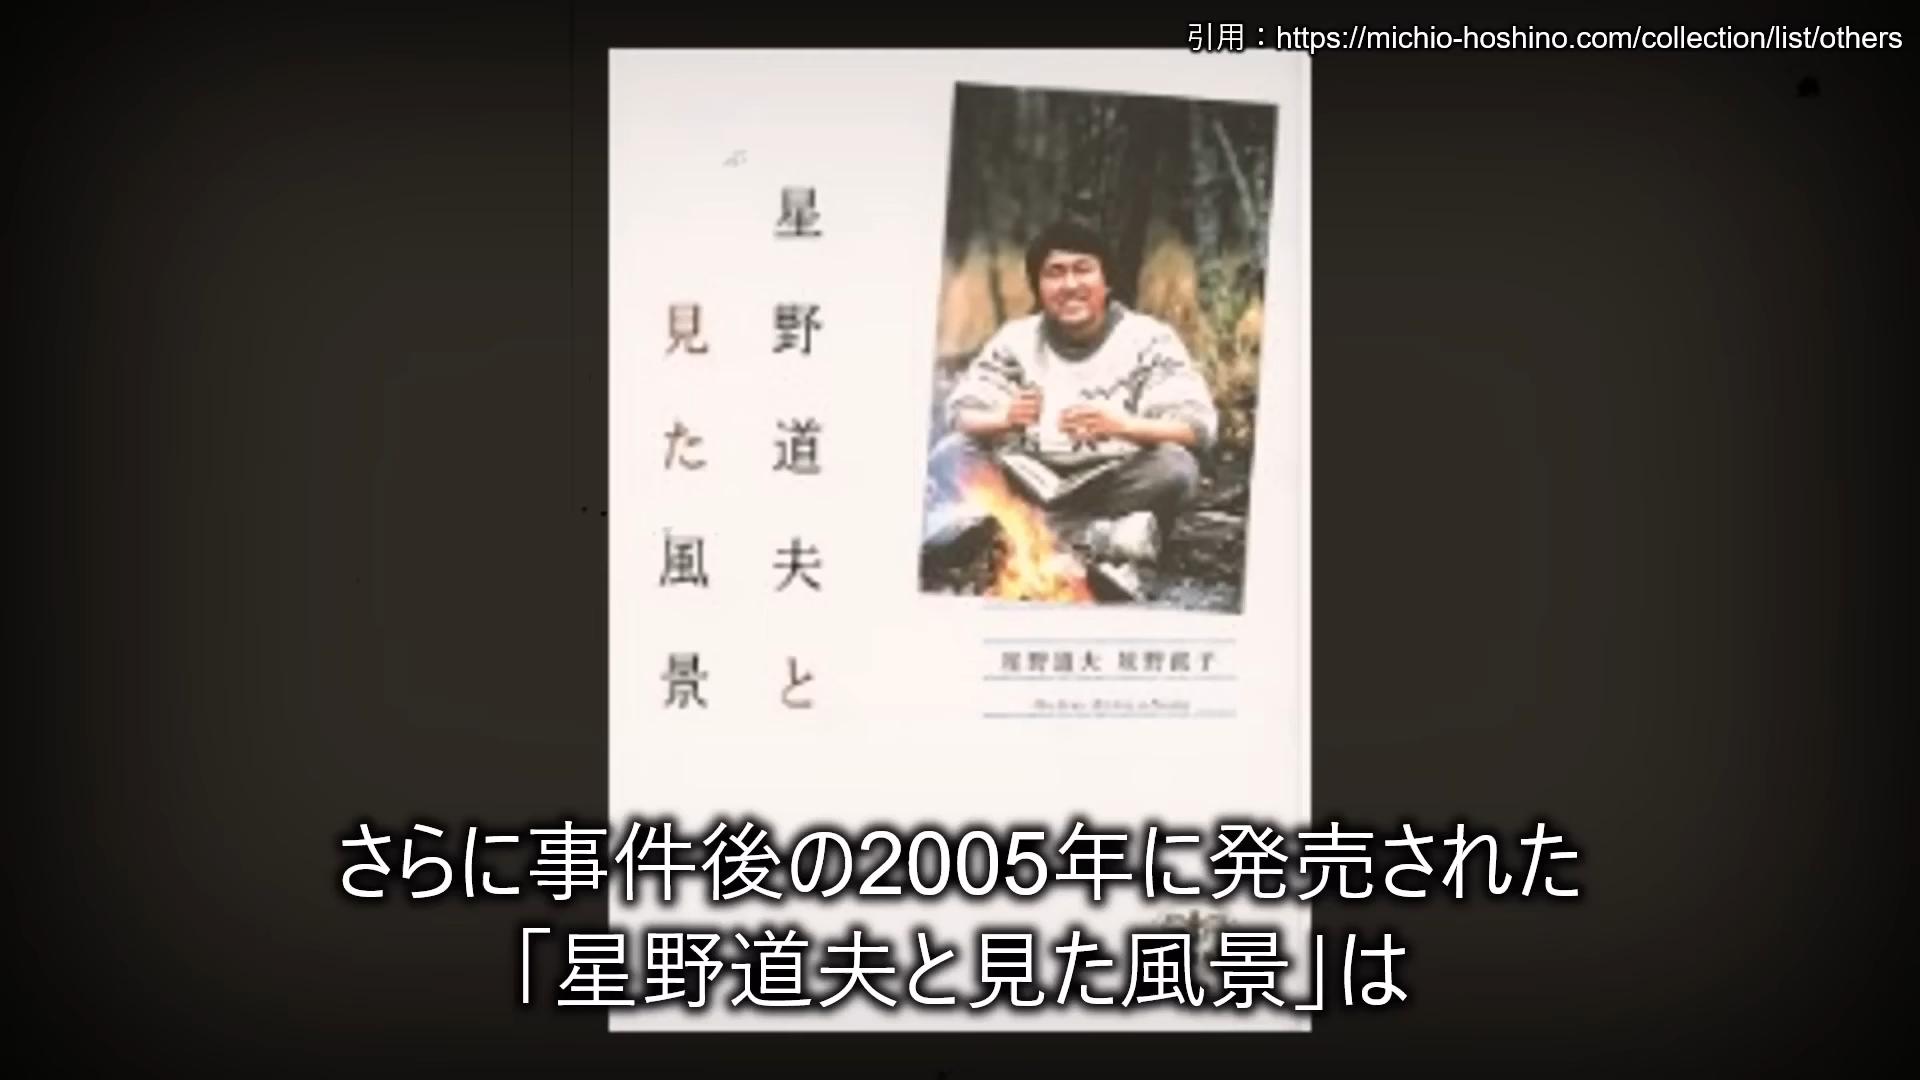 引用：https://michio-hoshino.com/collection/list/others
星野道夫と
見た風景
星野道夫 星野直子
さらに事件後の2005年に発売された
「星野道夫と見た風景」は